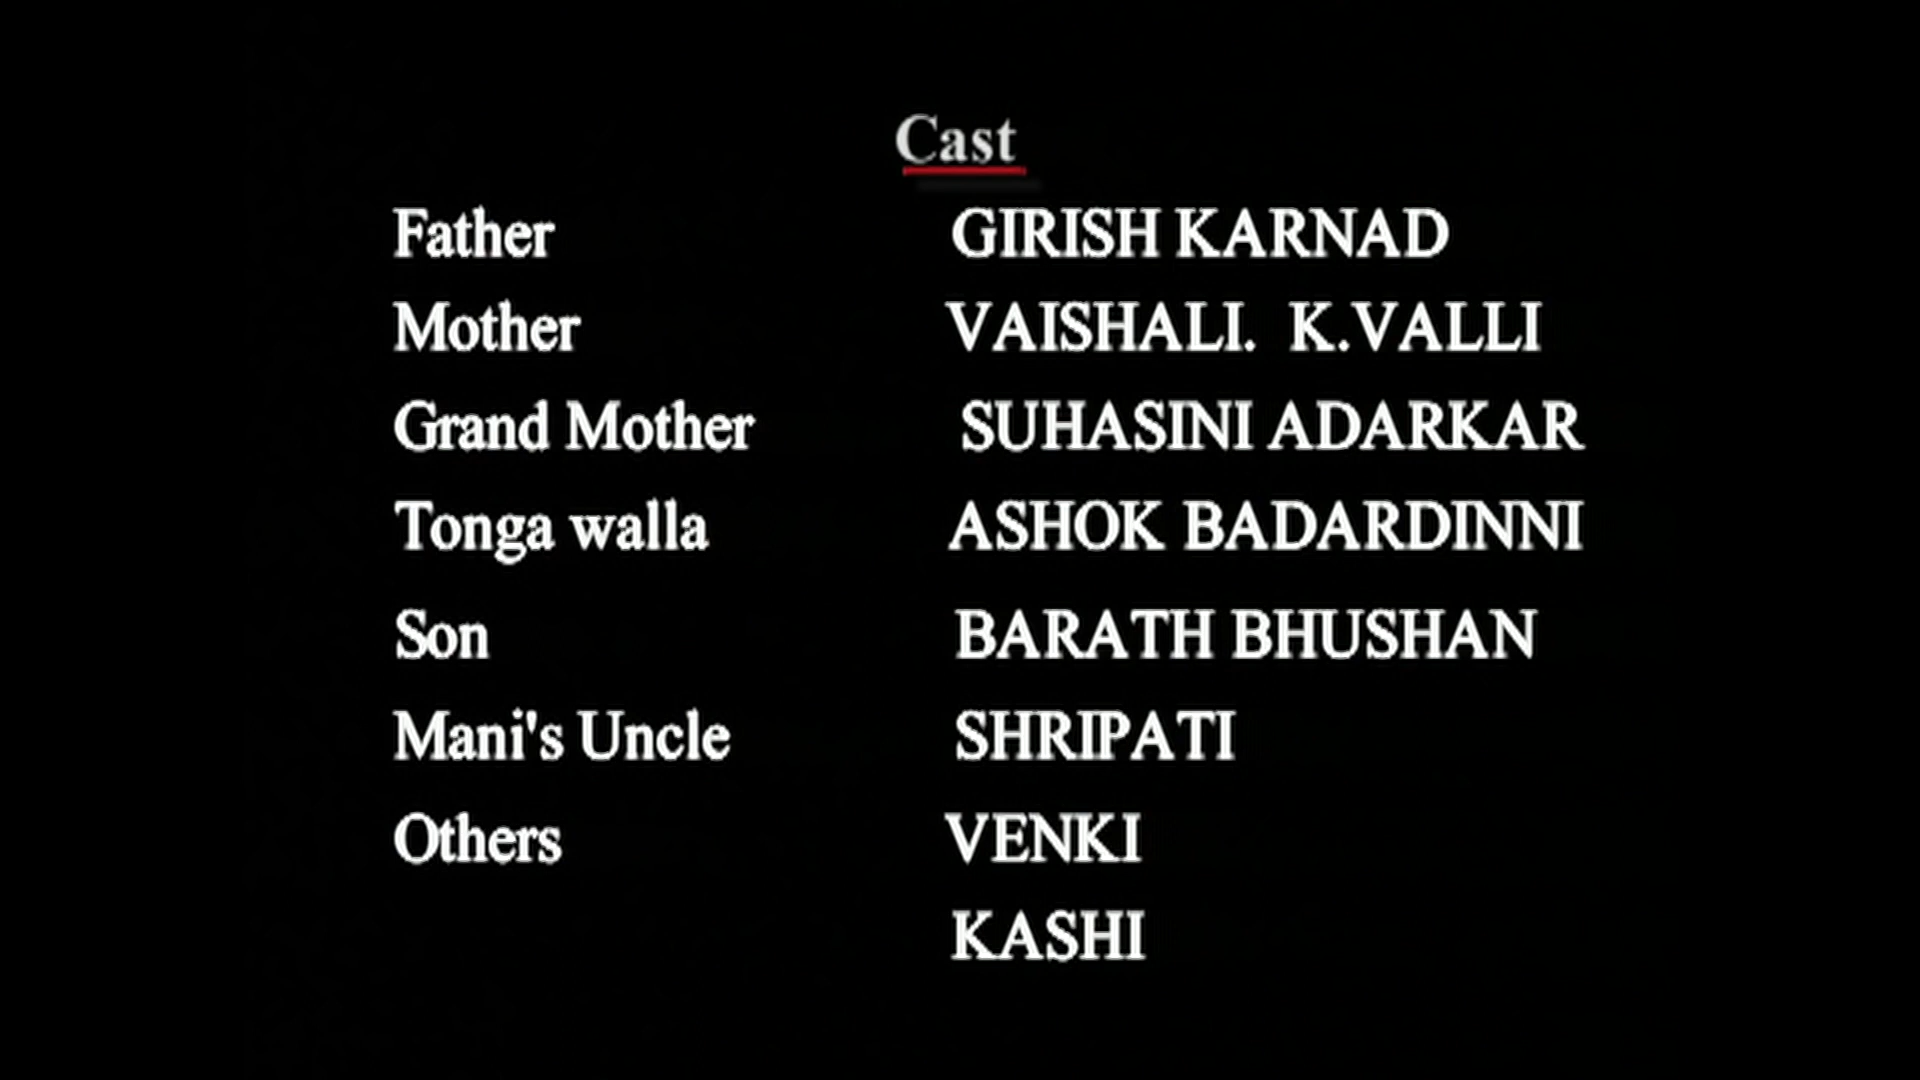 Cast
Father GIRISH KARNAD
Mother VAISHALI. K.VALLI
Grand Mother SUHASINI ADARKAR
Tonga walla ASHOK BADARDINNI
Son BARATH BHUSHAN
Mani's Uncle SHRIPATI
Others VENKI
KASHI